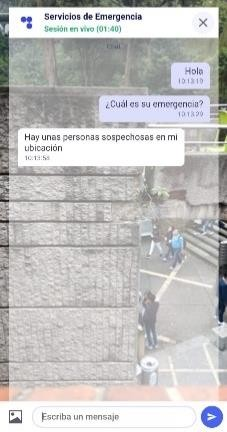 Servicios de Emergencia
Sesión en vivo (01:40)
Chat
Hola
10:13:19
¿Cuál es su emergencia?
10:13:29
Hay unas personas sospechosas en mi
ubicación
10:13:58
Escriba un mensaje